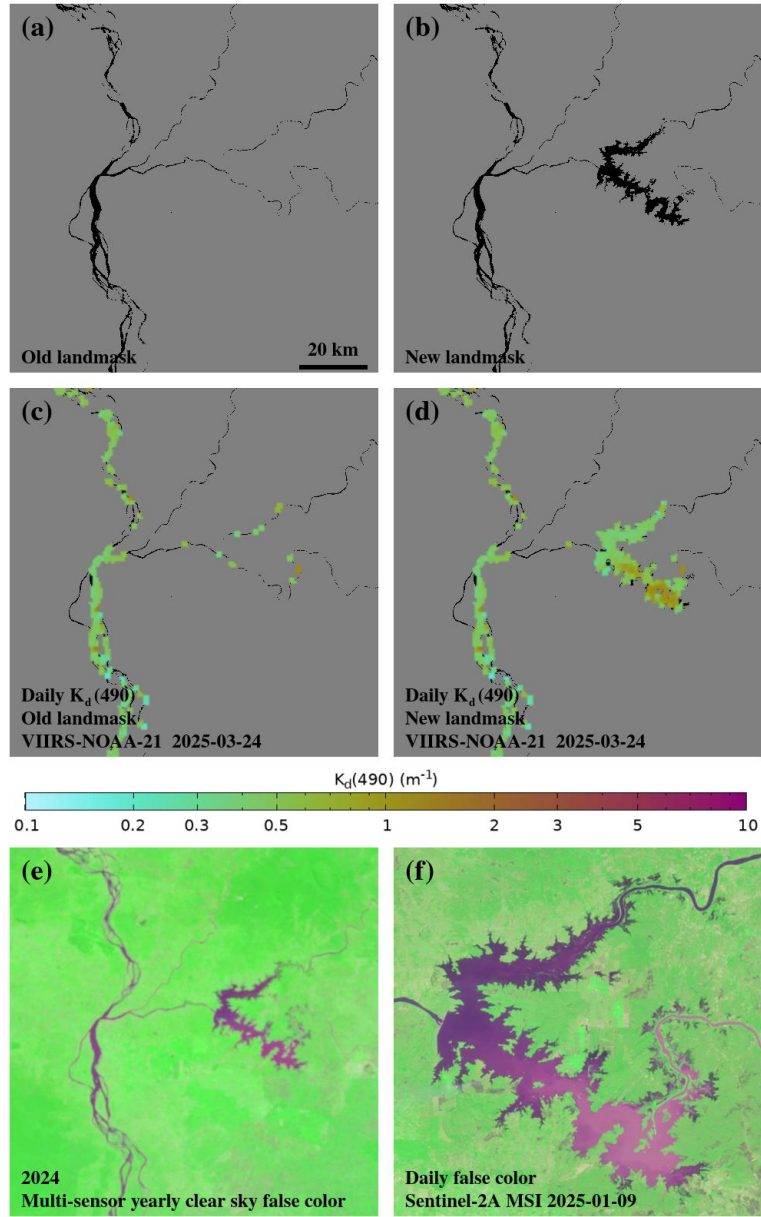 (a)
Old landmask
20 km
(b)
New landmask
(c)
Daily K_d(490)
Old landmask
VIIRS-NOAA-21 2025-03-24
(d)
Daily K_d(490)
New landmask
VIIRS-NOAA-21 2025-03-24
K_d(490) (m⁻¹)
0.1 0.2 0.3 0.5 1 2 3 5 10
(e)
2024
Multi-sensor yearly clear sky false color
(f)
Daily false color
Sentinel-2A MSI 2025-01-09